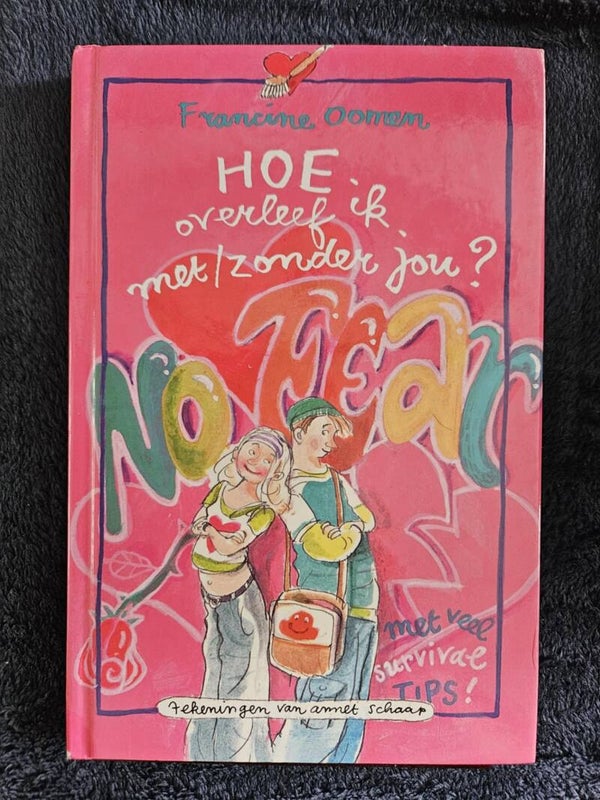 Francine Oomen
HOE
overleef ik
met/zonder jou?
NO FEAR
met veel
survival
TIPS!
tekeningen van annet schaap